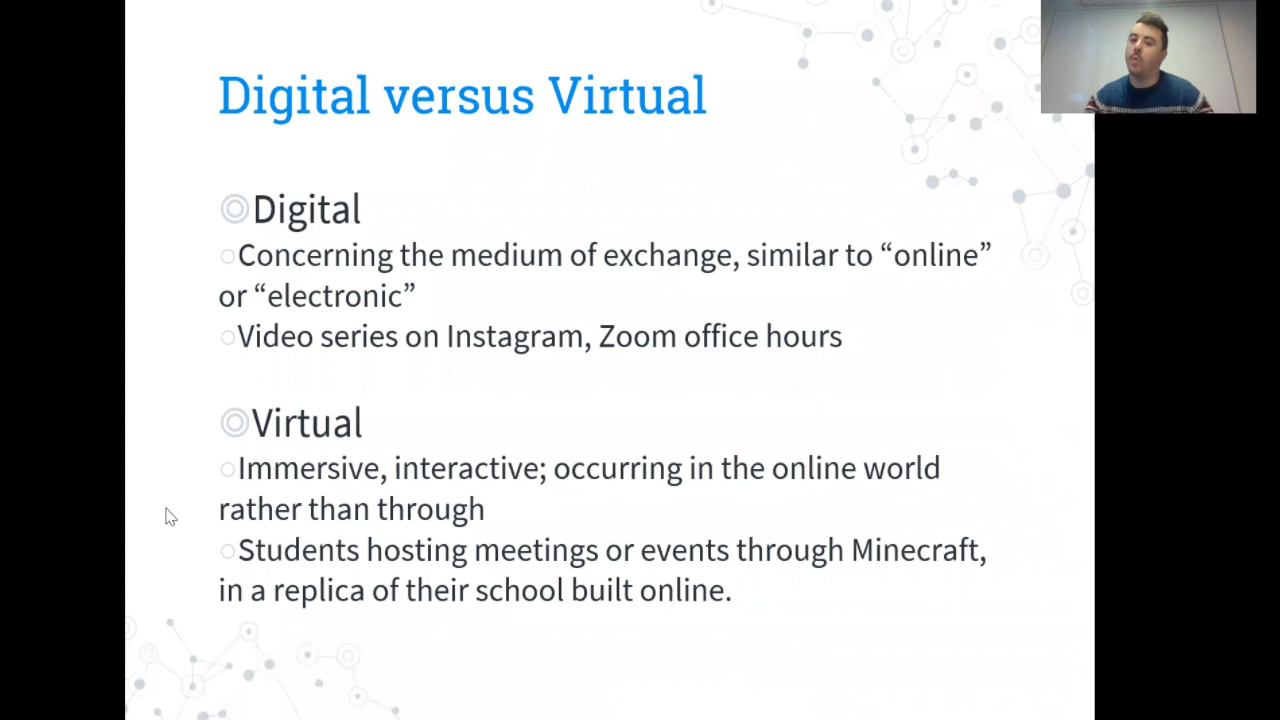 Digital versus Virtual
Digital
Concerning the medium of exchange, similar to “online”
or “electronic”
Video series on Instagram, Zoom office hours
Virtual
Immersive, interactive; occurring in the online world
rather than through
Students hosting meetings or events through Minecraft,
in a replica of their school built online.